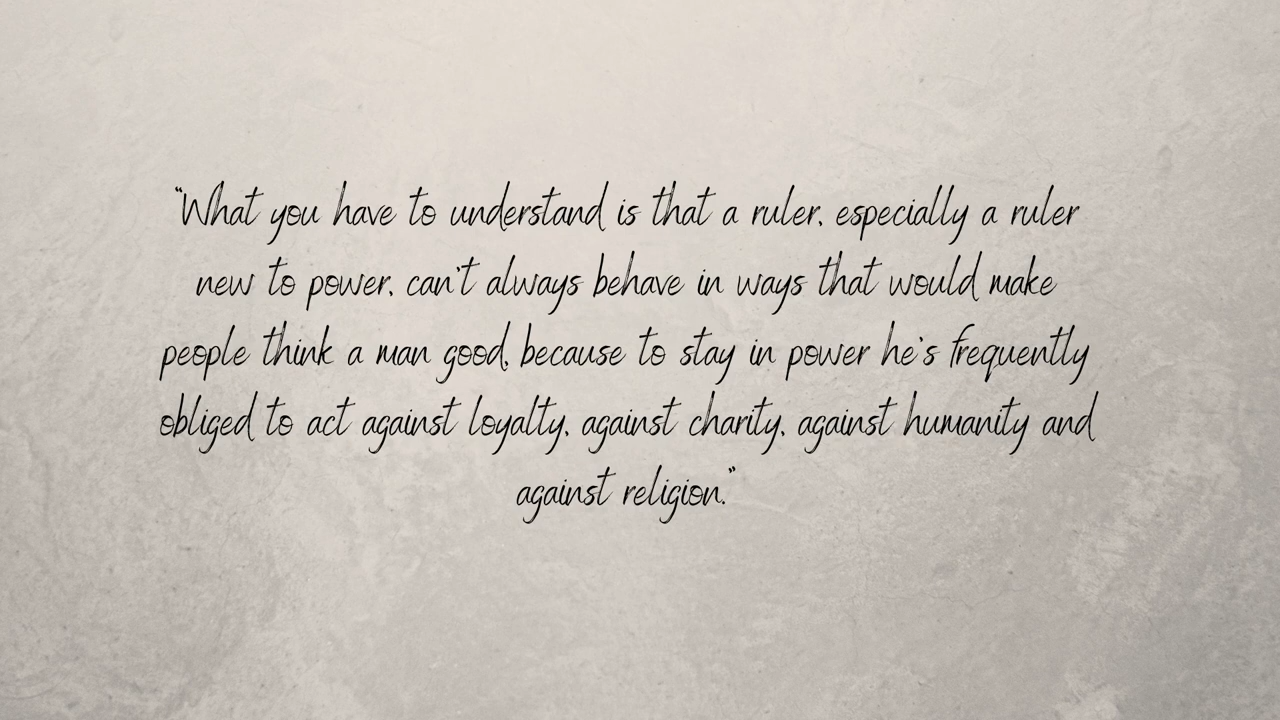 "What you have to understand is that a ruler, especially a ruler
new to power, can't always behave in ways that would make
people think a man good, because to stay in power he's frequently
obliged to act against loyalty, against charity, against humanity and
against religion."